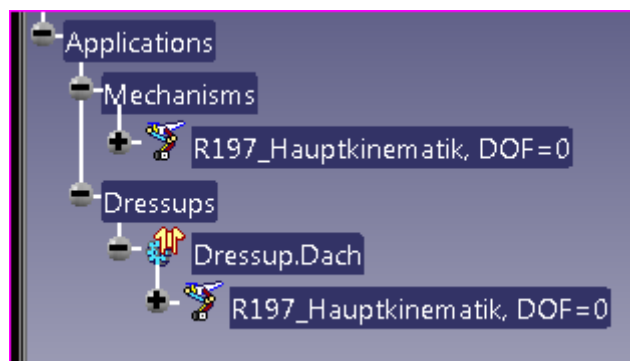 Applications
Mechanisms
R197_Hauptkinematik, DOF=0
Dressups
Dressup.Dach
R197_Hauptkinematik, DOF=0